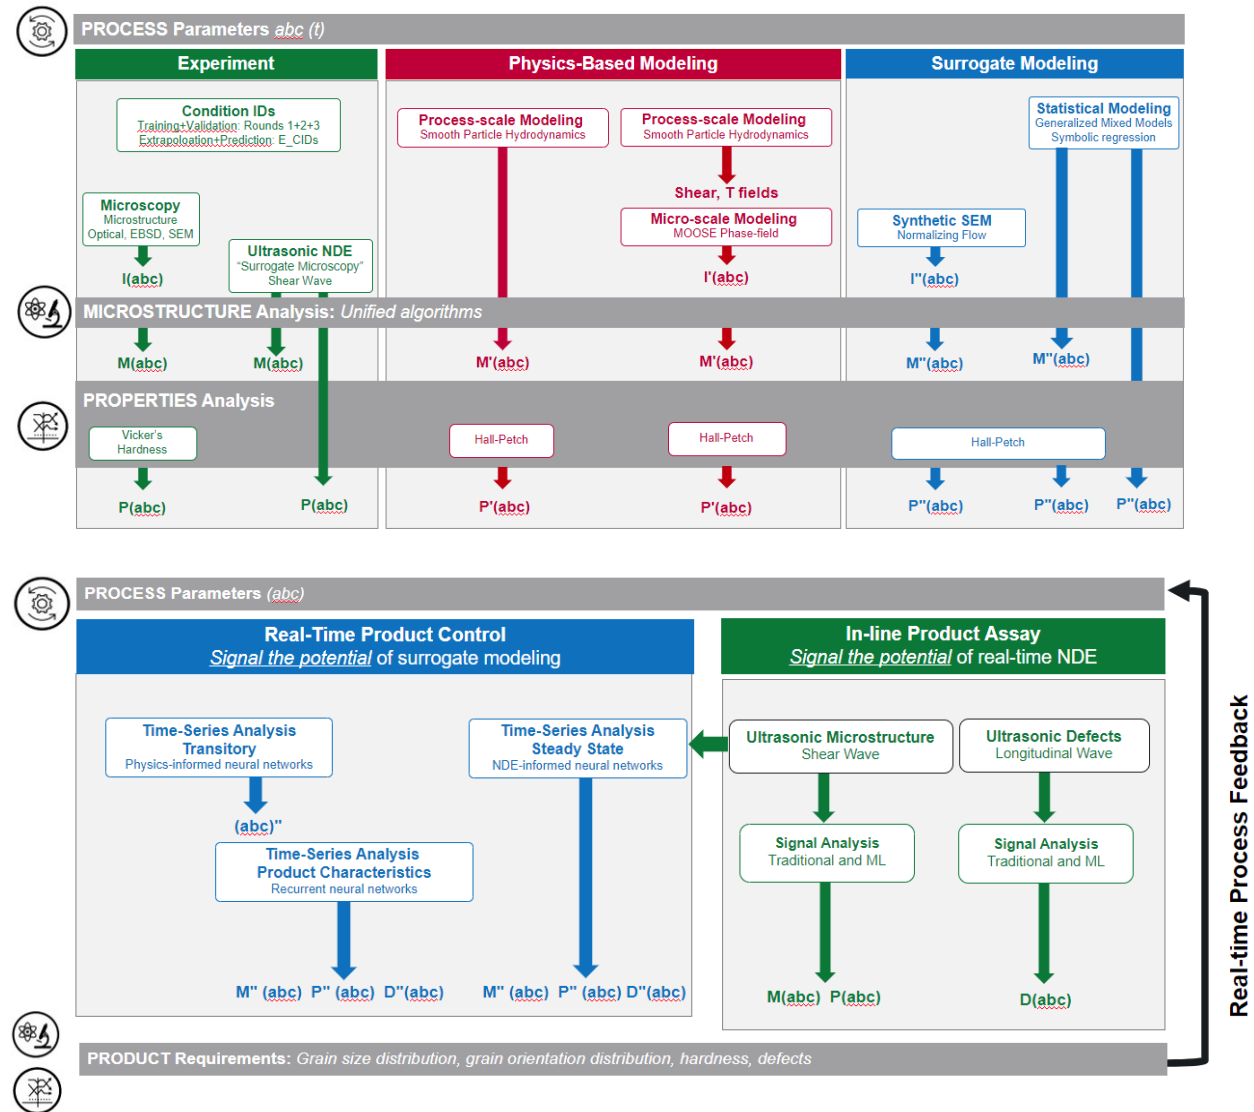 PROCESS Parameters abc (t)
Experiment
Physics-Based Modeling
Surrogate Modeling
Condition IDs
Training+Validation: Rounds 1+2+3
Extrapoloation+Prediction: E_CIDs
Microscopy
Microstructure
Optical, EBSD, SEM
I(abc)
Ultrasonic NDE
"Surrogate Microscopy"
Shear Wave
Process-scale Modeling
Smooth Particle Hydrodynamics
Process-scale Modeling
Smooth Particle Hydrodynamics
Shear, T fields
Micro-scale Modeling
MOOSE Phase-field
I'(abc)
Statistical Modeling
Generalized Mixed Models
Symbolic regression
Synthetic SEM
Normalizing Flow
I"(abc)
MICROSTRUCTURE Analysis: Unified algorithms
M(abc)
M(abc)
M'(abc)
M'(abc)
M"(abc)
M"(abc)
PROPERTIES Analysis
Vicker's
Hardness
Hall-Petch
Hall-Petch
Hall-Petch
P(abc)
P(abc)
P'(abc)
P'(abc)
P"(abc)
P"(abc)
P"(abc)
PROCESS Parameters (abc)
Real-Time Product Control
Signal the potential of surrogate modeling
In-line Product Assay
Signal the potential of real-time NDE
Time-Series Analysis
Transitory
Physics-informed neural networks
(abc)"
Time-Series Analysis
Product Characteristics
Recurrent neural networks
M" (abc) P" (abc) D"(abc)
Time-Series Analysis
Steady State
NDE-informed neural networks
M" (abc) P" (abc) D"(abc)
Ultrasonic Microstructure
Shear Wave
Signal Analysis
Traditional and ML
M(abc) P(abc)
Ultrasonic Defects
Longitudinal Wave
Signal Analysis
Traditional and ML
D(abc)
Real-time Process Feedback
PRODUCT Requirements: Grain size distribution, grain orientation distribution, hardness, defects